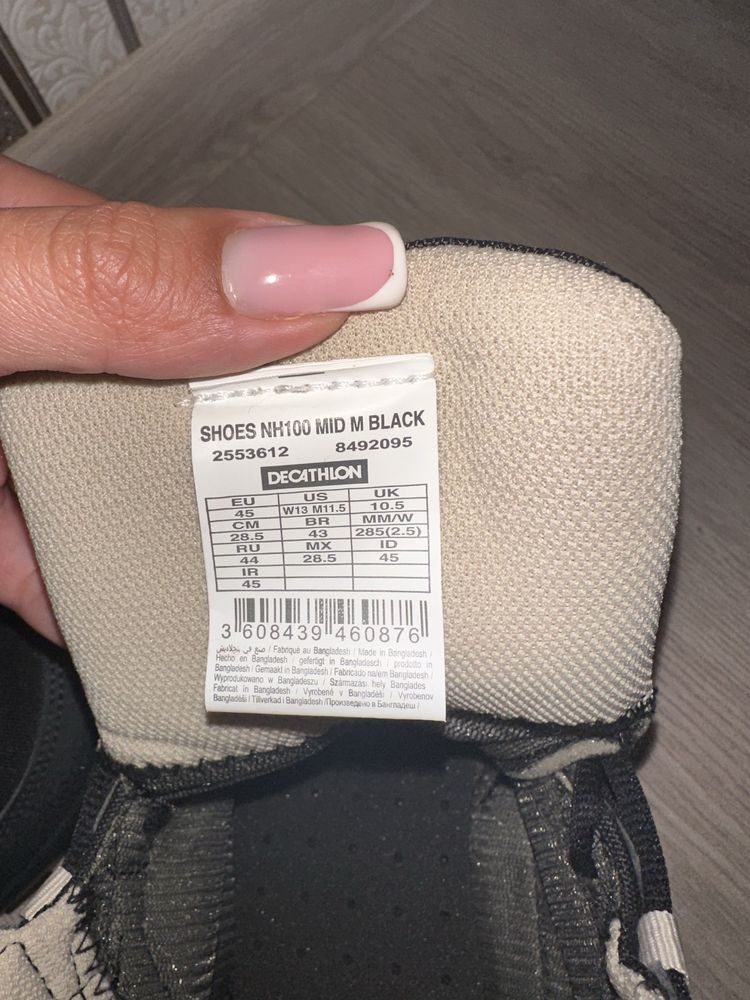 SHOES NH100 MID M BLACK
2553612 8492095
DECATHLON
EU US UK
45 W13 M11.5 10.5
CM BR MM/W
28.5 43 285(2.5)
RU MX ID
44 28.5 45
IR
45
3 608439 460876
صنع في بنجلاديش / Fabriqué au Bangladesh / Made in Bangladesh /
Hecho en Bangladesh / gefertigt in Bangladesch / prodotto in
Bangladesh / Gemaakt in Bangladesh / Fabricado na/em Bangladesh /
Wyprodukowano w Bangladeszu / Származási hely Banglades
Fabricat în Bangladesh / Vyrobené v Bangladéši / Vyrobenov
Bangladéši / Tillverkad i Bangladesh /Произведено в Бангладеш /